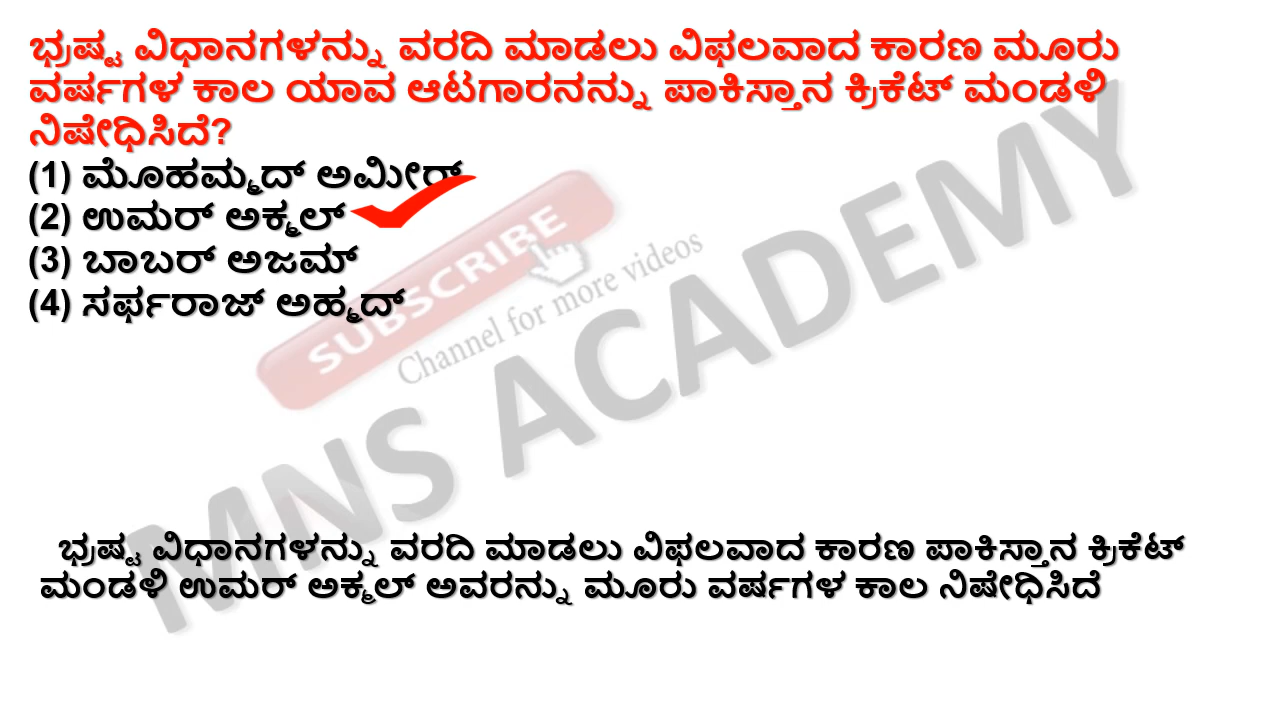 ಭ್ರಷ್ಟ ವಿಧಾನಗಳನ್ನು ವರದಿ ಮಾಡಲು ವಿಫಲವಾದ ಕಾರಣ ಮೂರು
ವರ್ಷಗಳ ಕಾಲ ಯಾವ ಆಟಗಾರನನ್ನು ಪಾಕಿಸ್ತಾನ ಕ್ರಿಕೆಟ್ ಮಂಡಳಿ
ನಿಷೇಧಿಸಿದೆ?
(1) ಮೊಹಮ್ಮದ್ ಅಮೀರ್
(2) ಉಮರ್ ಅಕ್ಮಲ್
(3) ಬಾಬರ್ ಅಜಮ್
(4) ಸರ್ಫರಾಜ್ ಅಹ್ಮದ್
SUBSCRIBE
Channel for more videos
MNS ACADEMY
ಭ್ರಷ್ಟ ವಿಧಾನಗಳನ್ನು ವರದಿ ಮಾಡಲು ವಿಫಲವಾದ ಕಾರಣ ಪಾಕಿಸ್ತಾನ ಕ್ರಿಕೆಟ್
ಮಂಡಳಿ ಉಮರ್ ಅಕ್ಮಲ್ ಅವರನ್ನು ಮೂರು ವರ್ಷಗಳ ಕಾಲ ನಿಷೇಧಿಸಿದೆ